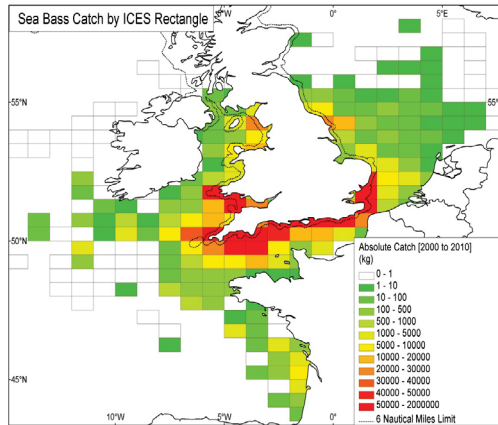 Sea Bass Catch by ICES Rectangle
5°W
0°
5°E
55°N
55°N
50°N
50°N
45°N
45°N
10°W
5°W
0°
Absolute Catch [2000 to 2010]
(kg)
0 - 1
1 - 10
10 - 100
100 - 500
500 - 1000
1000 - 5000
5000 - 10000
10000 - 20000
20000 - 30000
30000 - 40000
40000 - 50000
50000 - 2000000
6 Nautical Miles Limit